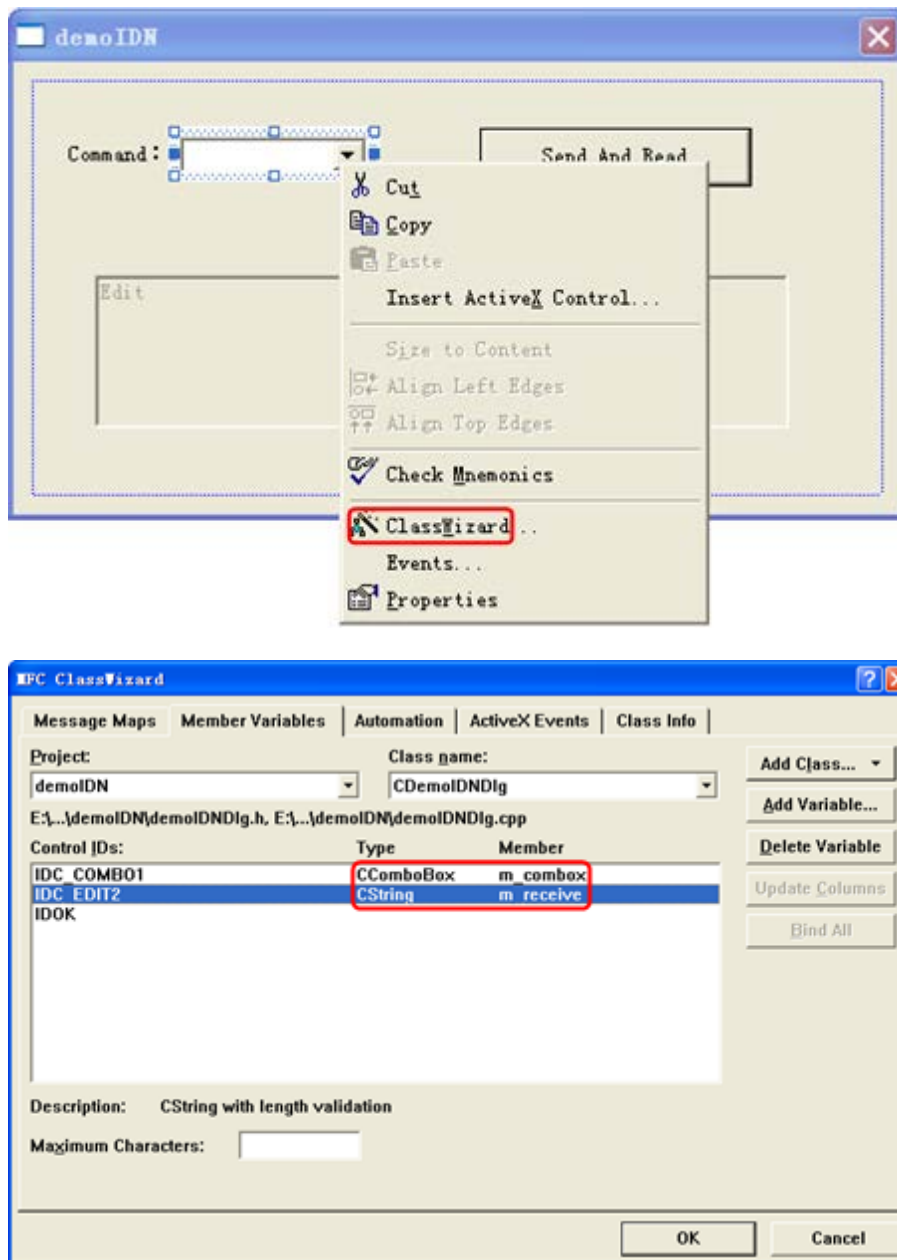 demoIDN
Command: Send And Read
Cut
Copy
Paste
Edit
Insert ActiveX Control...
Size to Content
Align Left Edges
Align Top Edges
Check Mnemonics
ClassWizard...
Events...
Properties
MFC ClassWizard
Message Maps Member Variables Automation ActiveX Events Class Info
Project: Class name:
Add Class...
demoIDN CDemoIDNDlg
Add Variable...
E:\...\demoIDN\demoIDNDlg.h, E:\...\demoIDN\demoIDNDlg.cpp
Control IDs: Type Member
Delete Variable
IDC_COMBO1 CComboBox m_combox
IDC_EDIT2 CString m_receive
Update Columns
IDOK
Bind All
Description: CString with length validation
Maximum Characters:
OK Cancel